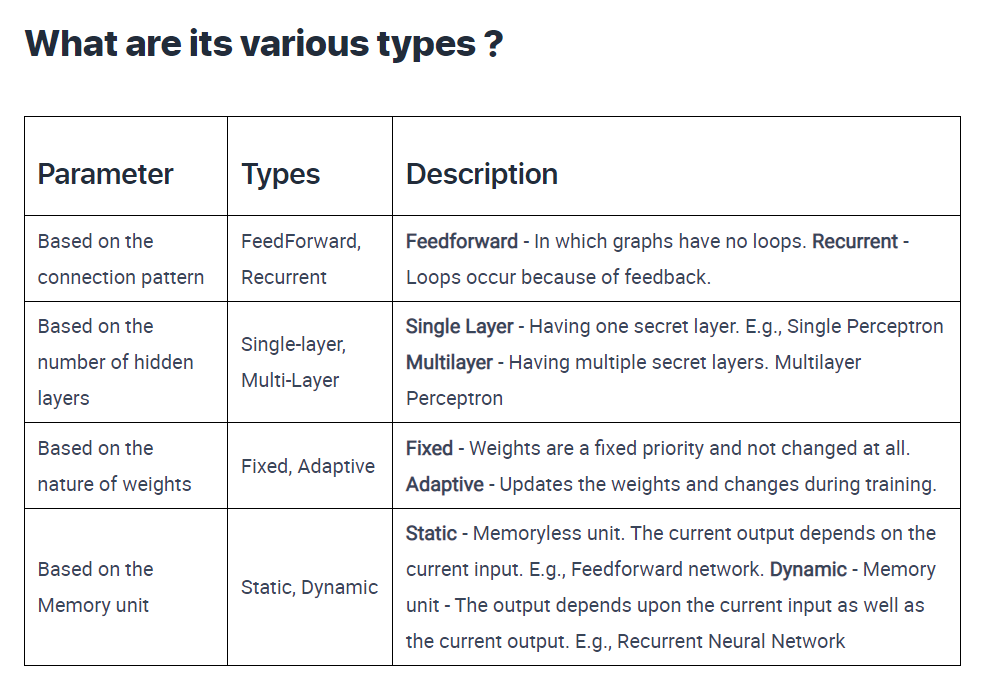 What are its various types ?
Parameter
Types
Description
Based on the
connection pattern
FeedForward,
Recurrent
Feedforward - In which graphs have no loops. Recurrent -
Loops occur because of feedback.
Based on the
number of hidden
layers
Single-layer,
Multi-Layer
Single Layer - Having one secret layer. E.g., Single Perceptron
Multilayer - Having multiple secret layers. Multilayer
Perceptron
Based on the
nature of weights
Fixed, Adaptive
Fixed - Weights are a fixed priority and not changed at all.
Adaptive - Updates the weights and changes during training.
Based on the
Memory unit
Static, Dynamic
Static - Memoryless unit. The current output depends on the
current input. E.g., Feedforward network. Dynamic - Memory
unit - The output depends upon the current input as well as
the current output. E.g., Recurrent Neural Network